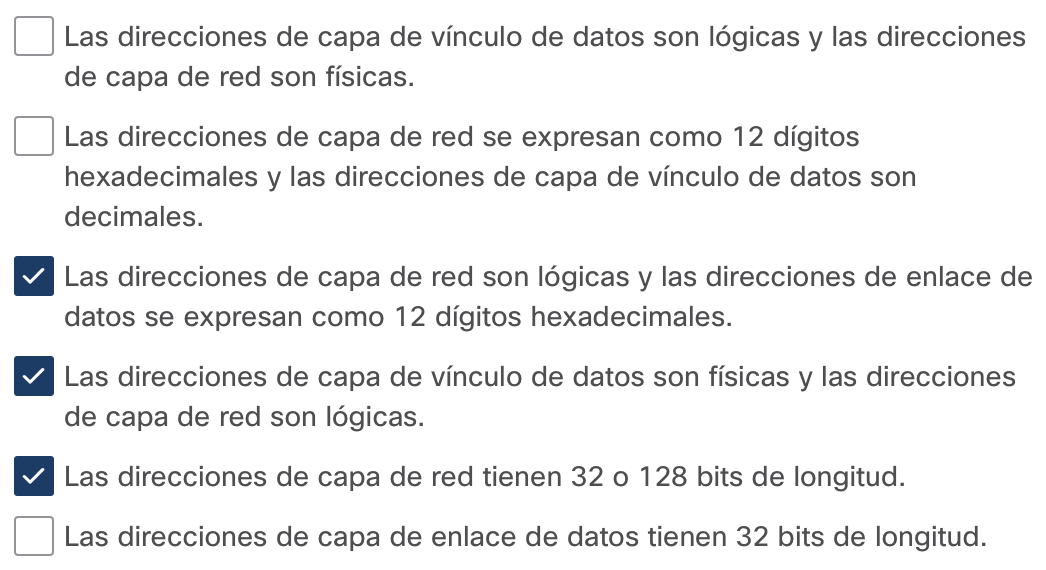 Las direcciones de capa de vínculo de datos son lógicas y las direcciones
de capa de red son físicas.
Las direcciones de capa de red se expresan como 12 dígitos
hexadecimales y las direcciones de capa de vínculo de datos son
decimales.
Las direcciones de capa de red son lógicas y las direcciones de enlace de
datos se expresan como 12 dígitos hexadecimales.
Las direcciones de capa de vínculo de datos son físicas y las direcciones
de capa de red son lógicas.
Las direcciones de capa de red tienen 32 o 128 bits de longitud.
Las direcciones de capa de enlace de datos tienen 32 bits de longitud.